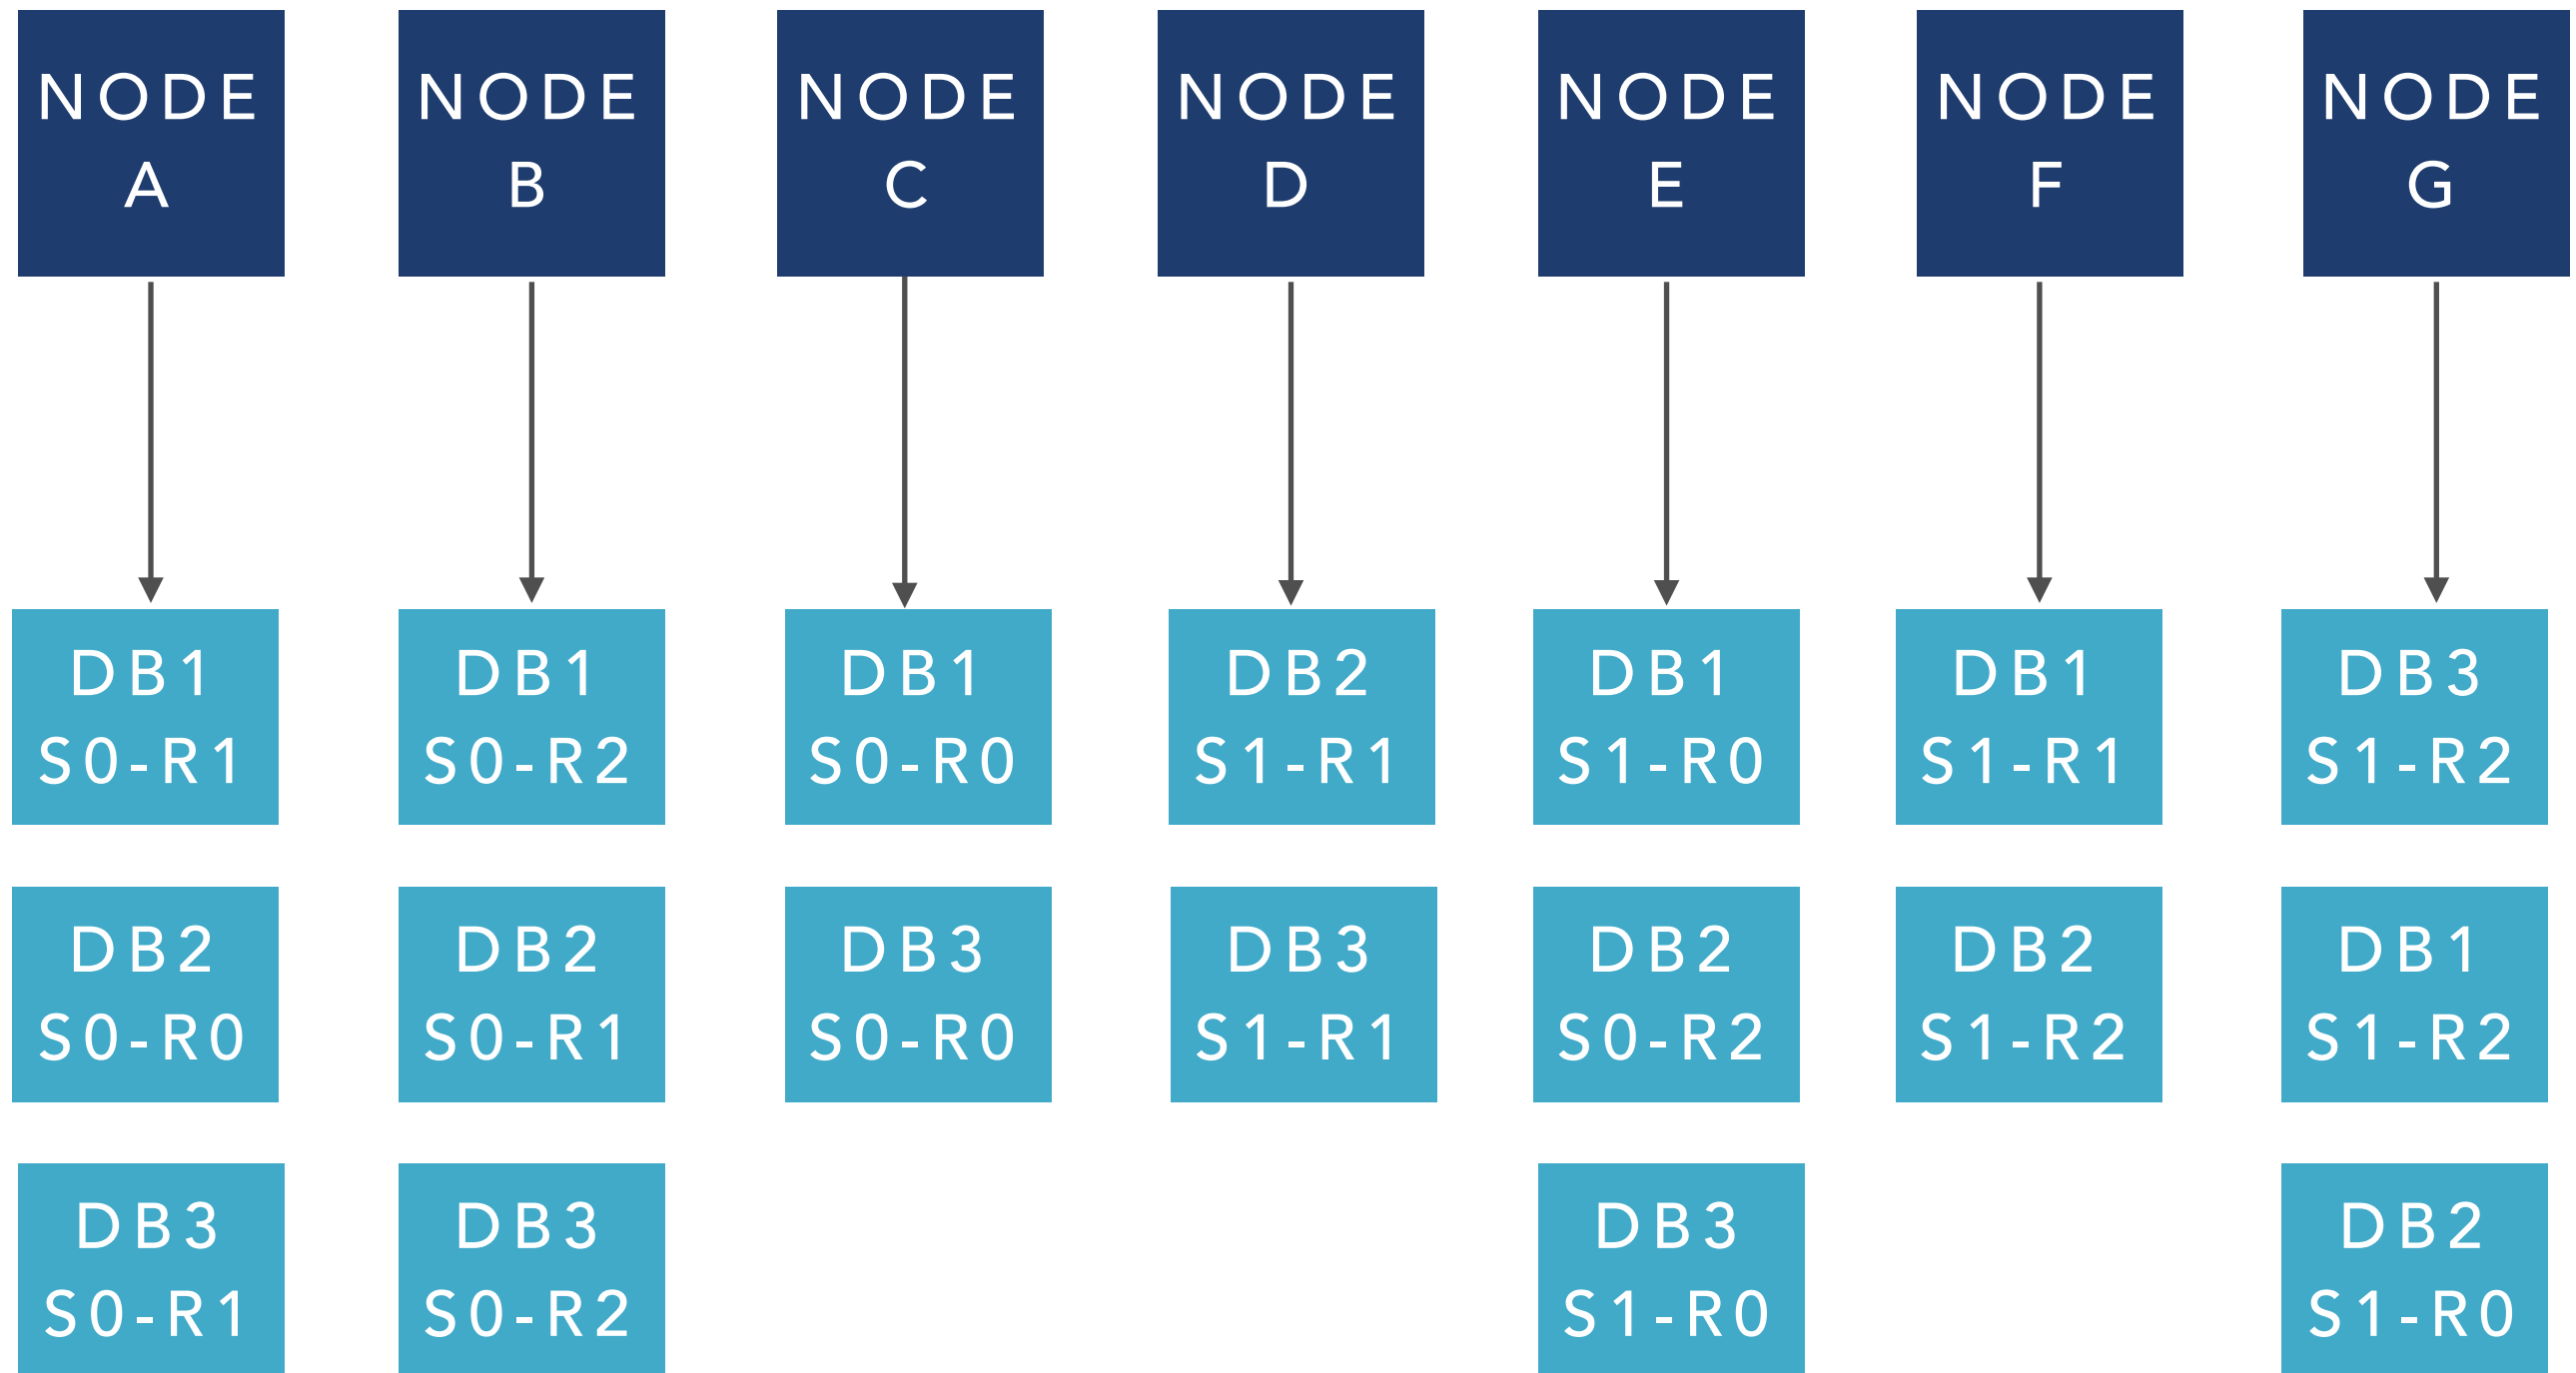 NODE
A
NODE
B
NODE
C
NODE
D
NODE
E
NODE
F
NODE
G
DB1
S0-R1
DB1
S0-R2
DB1
S0-R0
DB2
S1-R1
DB1
S1-R0
DB1
S1-R1
DB3
S1-R2
DB2
S0-R0
DB2
S0-R1
DB3
S0-R0
DB3
S1-R1
DB2
S0-R2
DB2
S1-R2
DB1
S1-R2
DB3
S0-R1
DB3
S0-R2
DB3
S1-R0
DB2
S1-R0